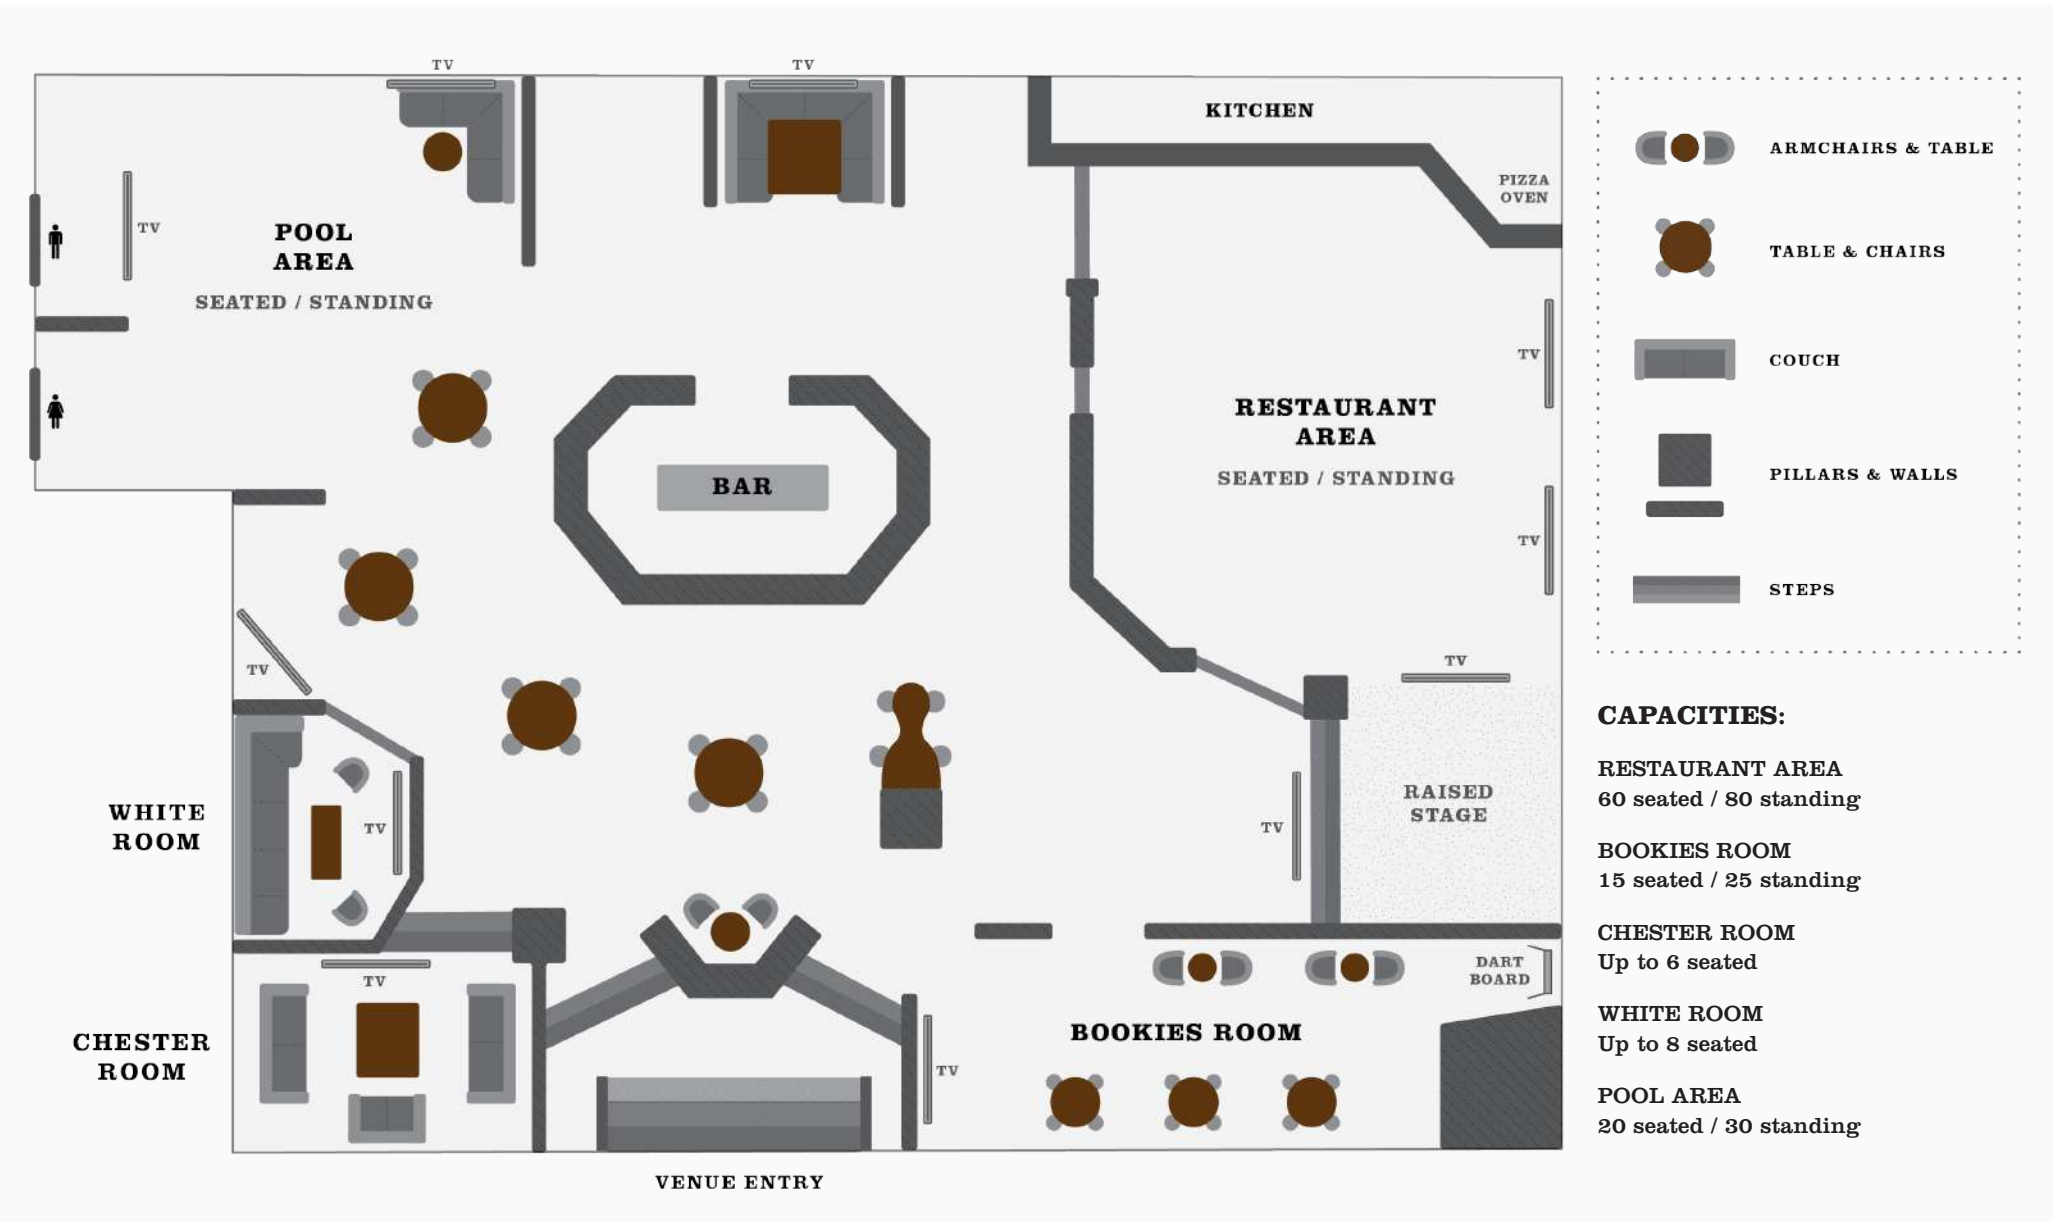 TV
TV
KITCHEN
PIZZA
OVEN
TV
POOL
AREA
SEATED / STANDING
TV
RESTAURANT
AREA
SEATED / STANDING
BAR
TV
TV
TV
RAISED
STAGE
TV
WHITE
ROOM
TV
TV
CHESTER
ROOM
DART
BOARD
BOOKIES ROOM
TV
VENUE ENTRY
ARMCHAIRS & TABLE
TABLE & CHAIRS
COUCH
PILLARS & WALLS
STEPS
CAPACITIES:
RESTAURANT AREA
60 seated / 80 standing
BOOKIES ROOM
15 seated / 25 standing
CHESTER ROOM
Up to 6 seated
WHITE ROOM
Up to 8 seated
POOL AREA
20 seated / 30 standing